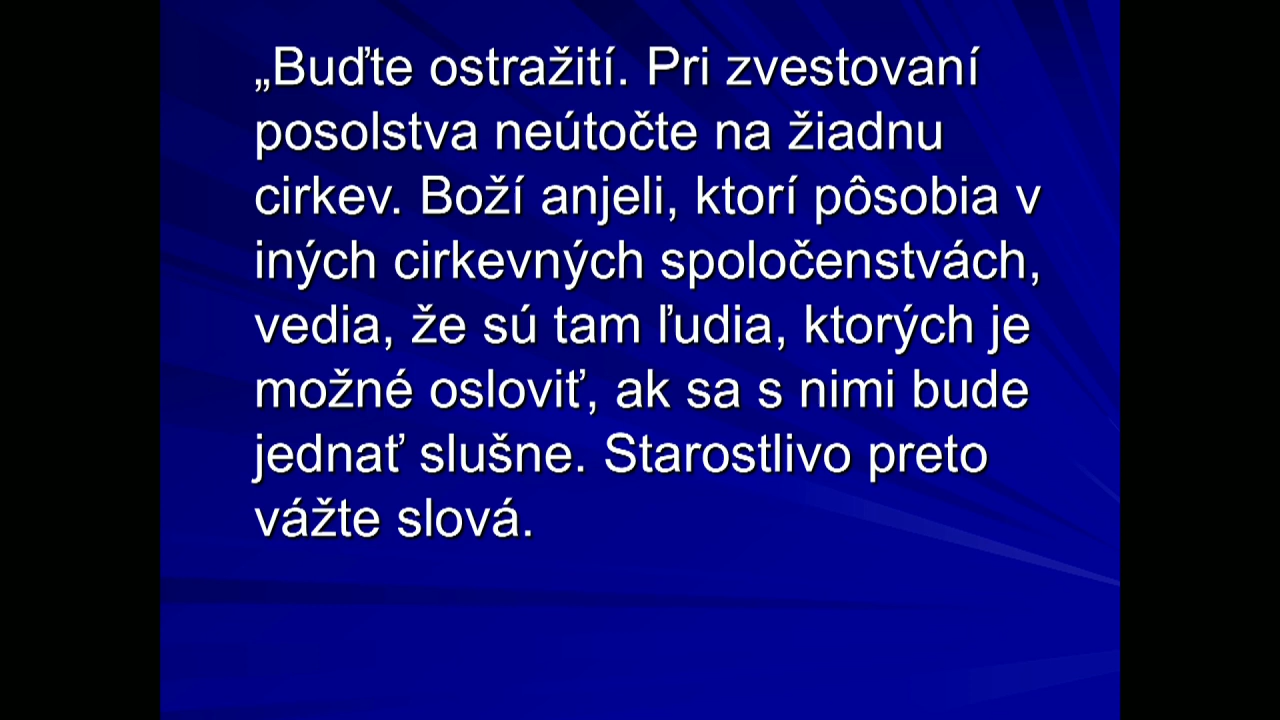 „Buďte ostražití. Pri zvestovaní
posolstva neútočte na žiadnu
cirkev. Boží anjeli, ktorí pôsobia v
iných cirkevných spoločenstvách,
vedia, že sú tam ľudia, ktorých je
možné osloviť, ak sa s nimi bude
jednať slušne. Starostlivo preto
vážte slová.